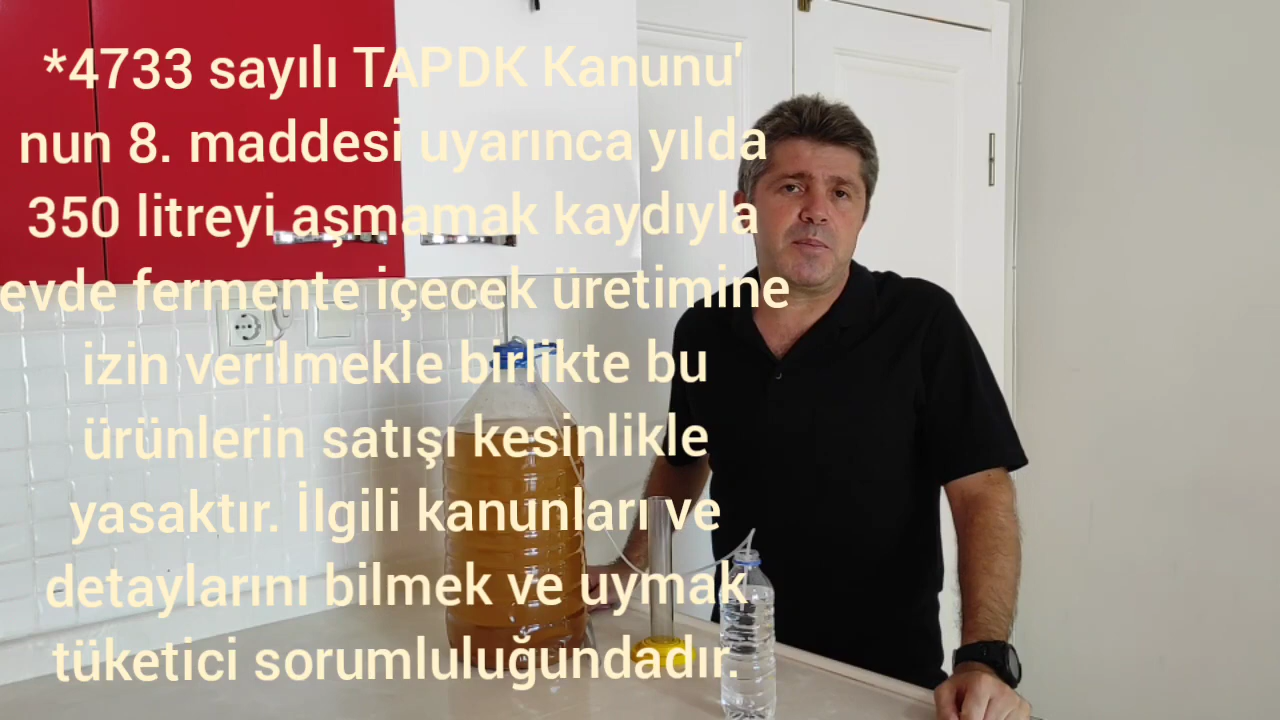 *4733 sayılı TAPDK Kanunu'
nun 8. maddesi uyarınca yılda
350 litreyi aşmamak kaydıyla
evde fermente içecek üretimine
izin verilmekle birlikte bu
ürünlerin satışı kesinlikle
yasaktır. İlgili kanunları ve
detaylarını bilmek ve uymak
tüketici sorumluluğundadır.